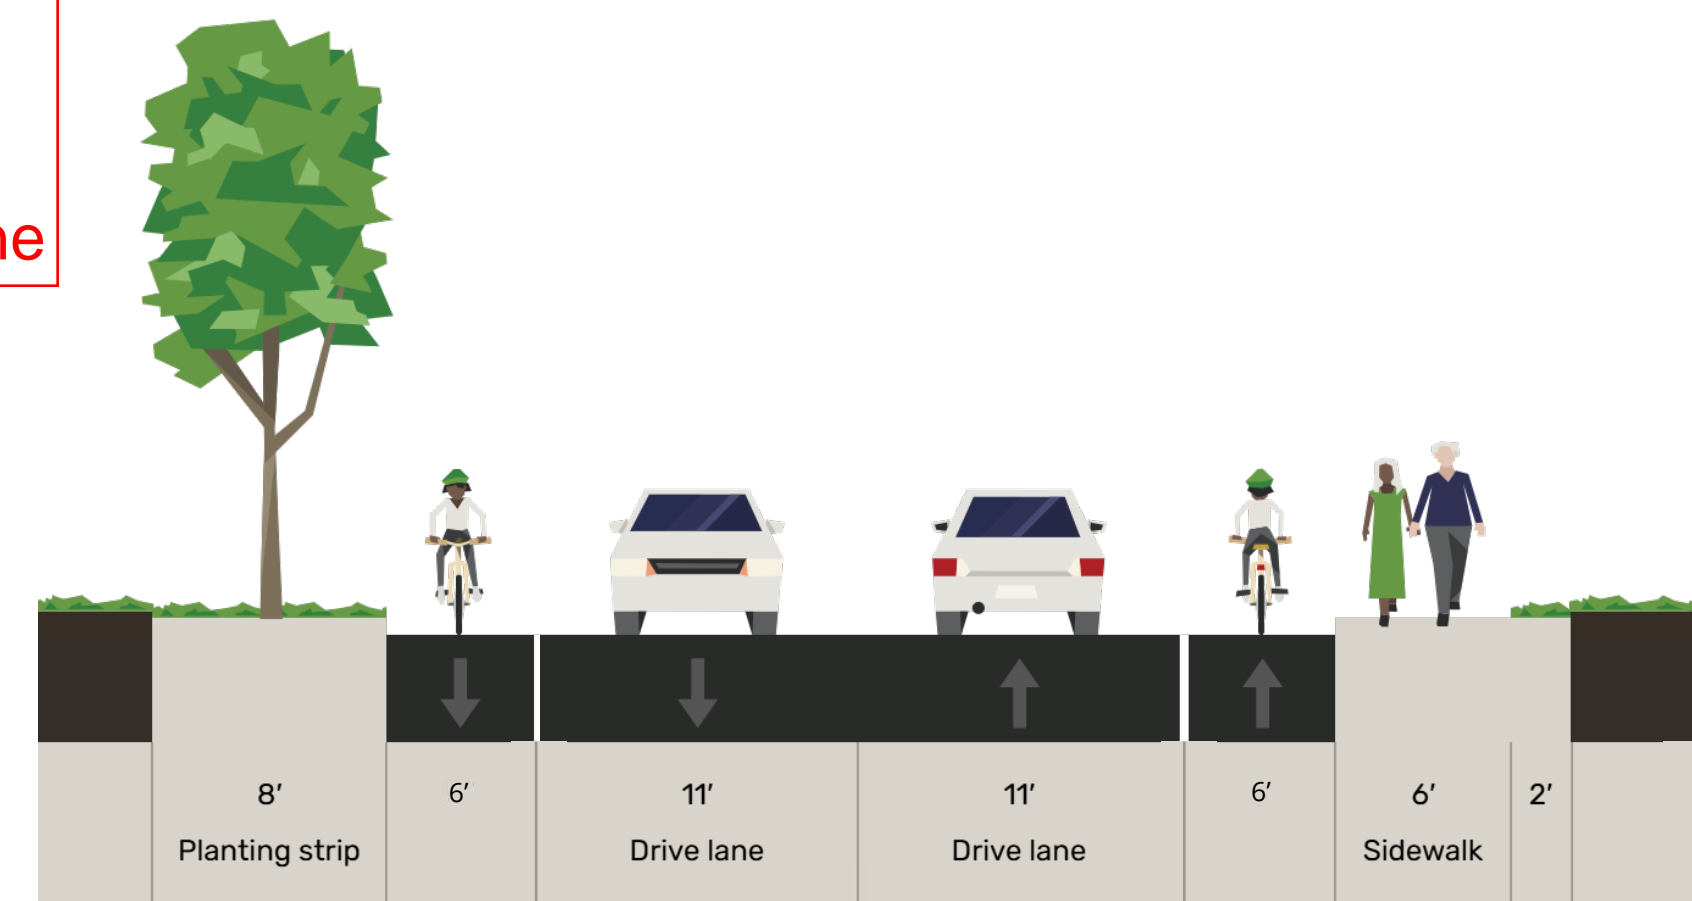 8’ 6’ 11’ 11’ 6’ 6’ 2’
Planting strip Drive lane Drive lane Sidewalk